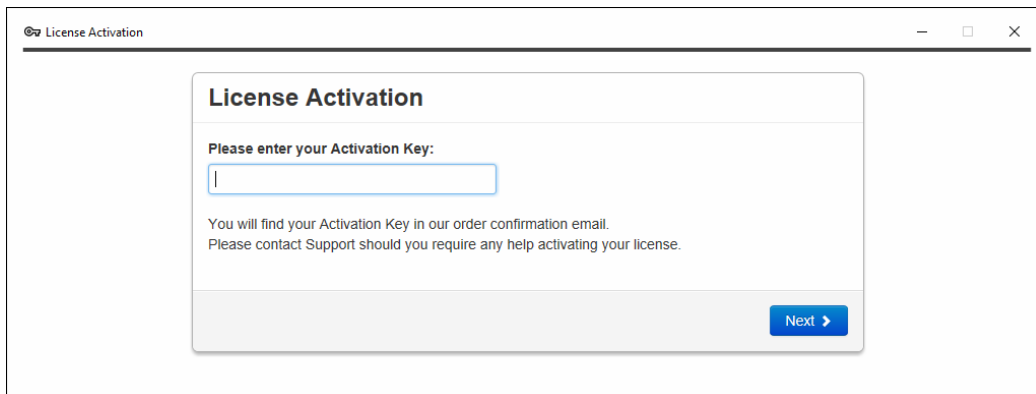 License Activation
License Activation
Please enter your Activation Key:
You will find your Activation Key in our order confirmation email.
Please contact Support should you require any help activating your license.
Next